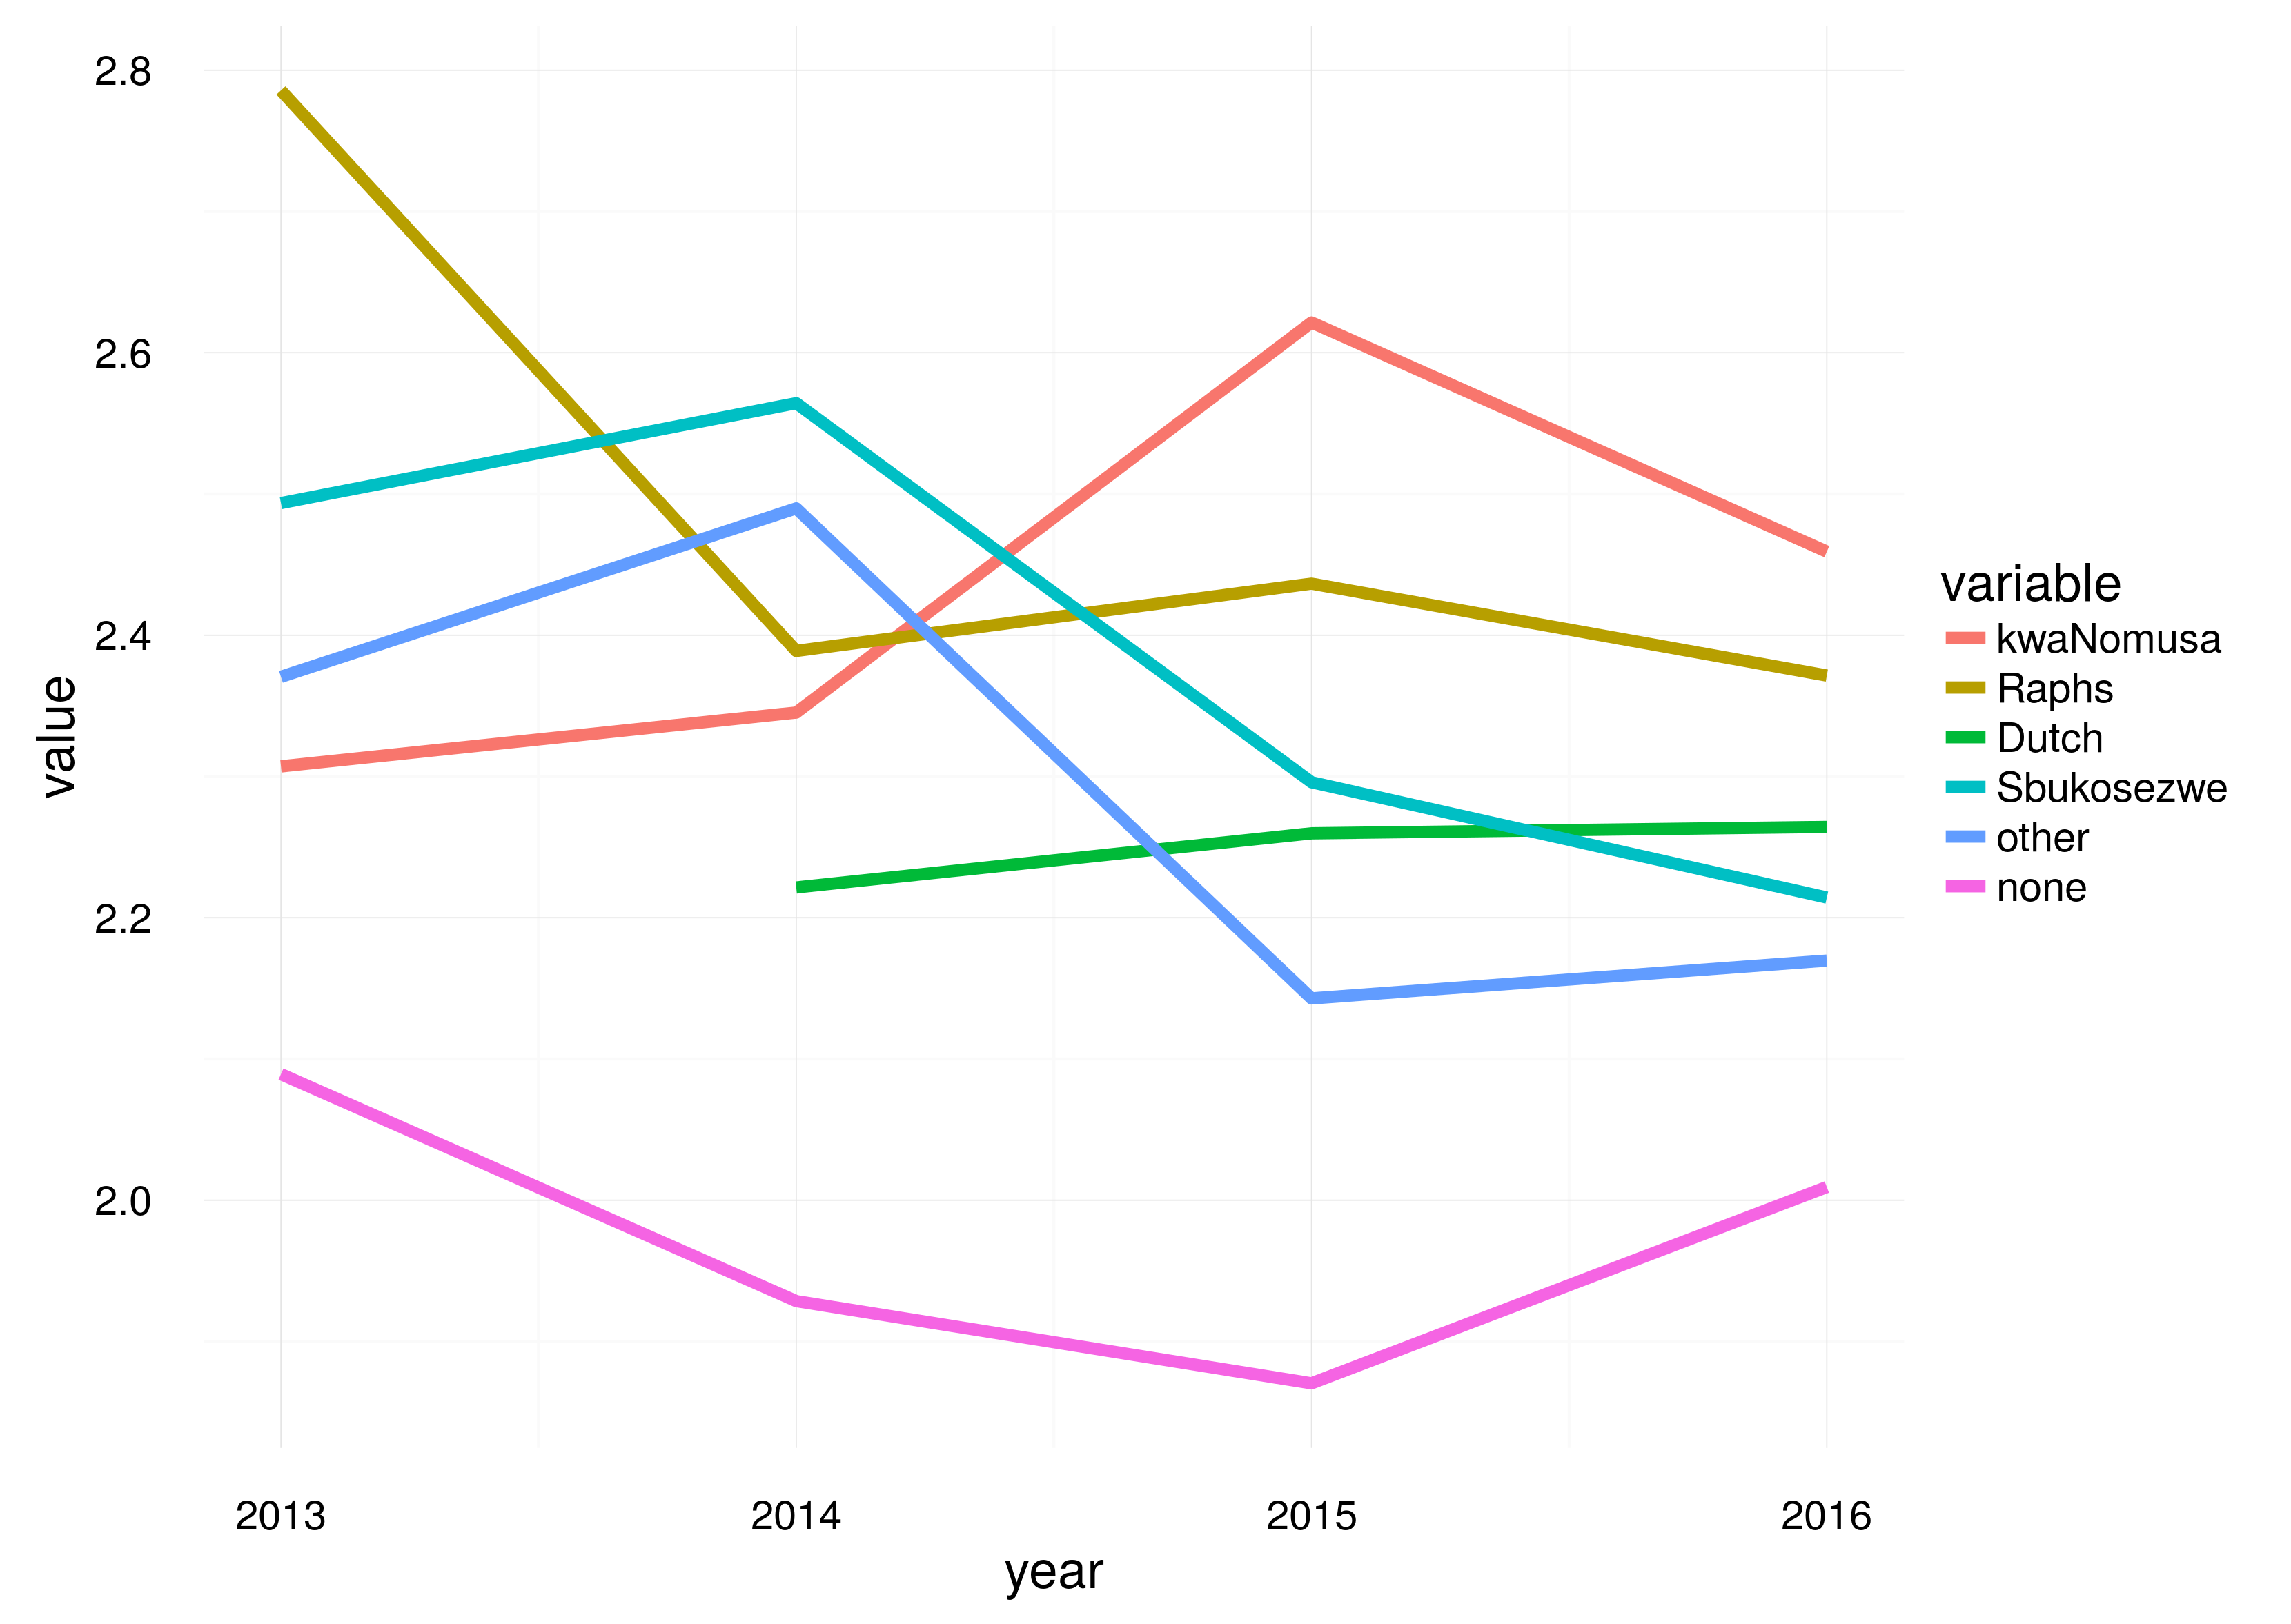 2.8
2.6
2.4
2.2
2.0
value
2013 2014 2015 2016
year
variable
kwaNomusa
Raphs
Dutch
Sbukosezwe
other
none